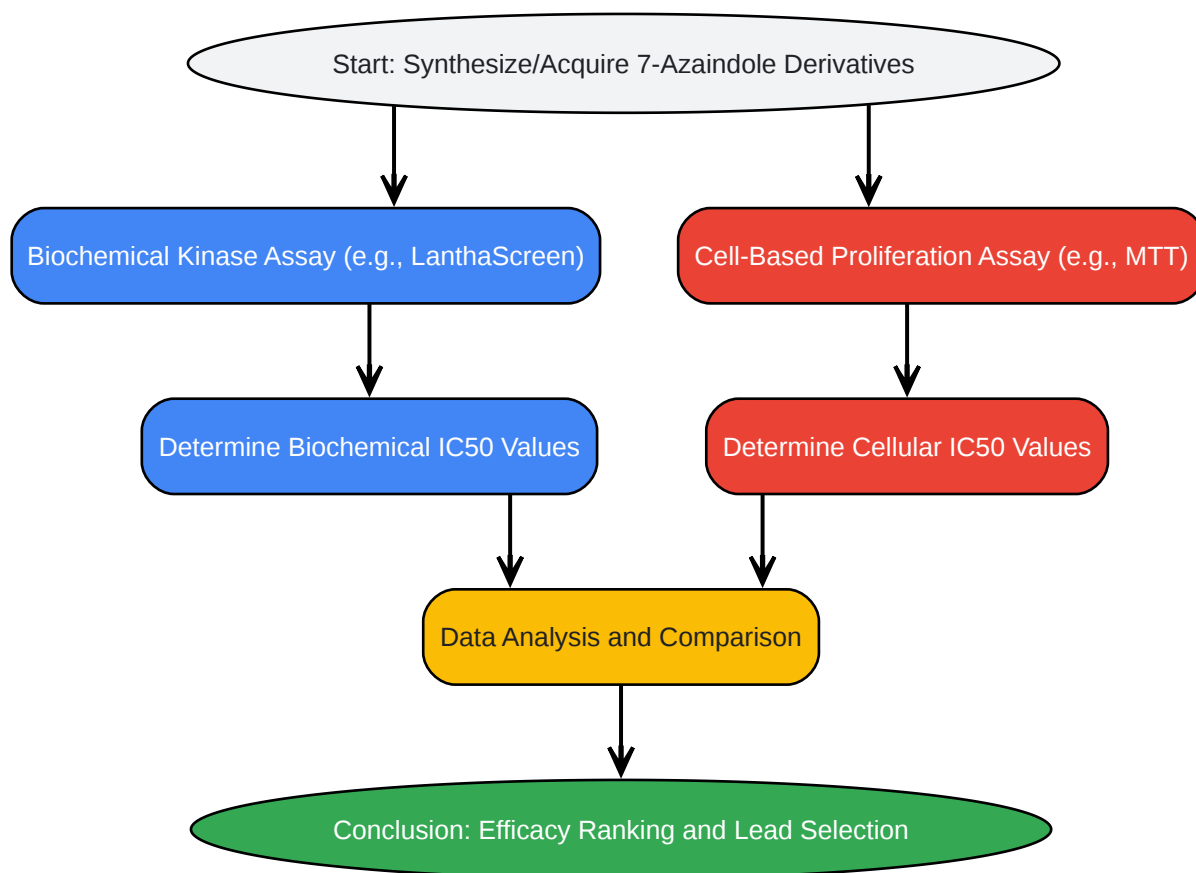 Start: Synthesize/Acquire 7-Azaindole Derivatives
Biochemical Kinase Assay (e.g., LanthaScreen)
Cell-Based Proliferation Assay (e.g., MTT)
Determine Biochemical IC50 Values
Determine Cellular IC50 Values
Data Analysis and Comparison
Conclusion: Efficacy Ranking and Lead Selection